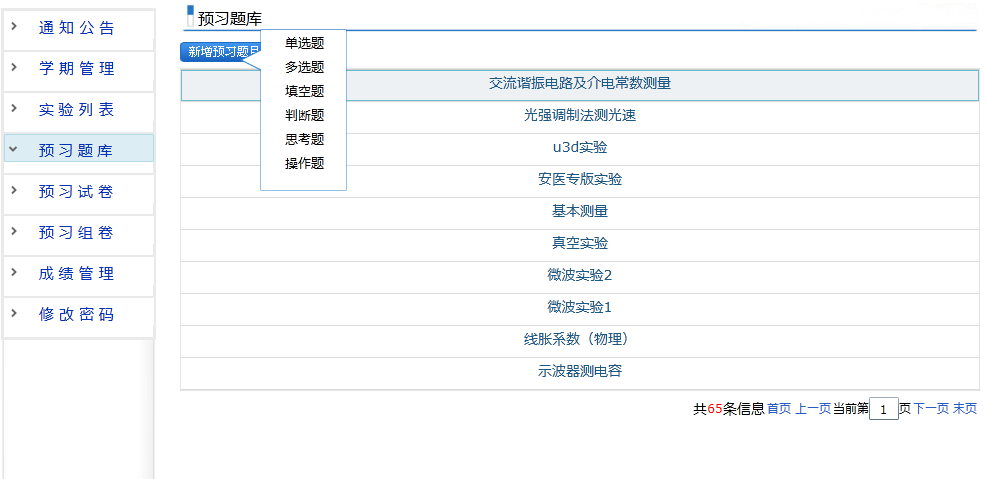 通知公告
学期管理
实验列表
预习题库
预习试卷
预习组卷
成绩管理
修改密码
预习题库
新增预习题目
单选题
多选题
填空题
判断题
思考题
操作题
交流谐振电路及介电常数测量
光强调制法测光速
u3d实验
安医专版实验
基本测量
真空实验
微波实验2
微波实验1
线胀系数（物理）
示波器测电容
共65条信息 首页 上一页 当前第 1 页 下一页 末页